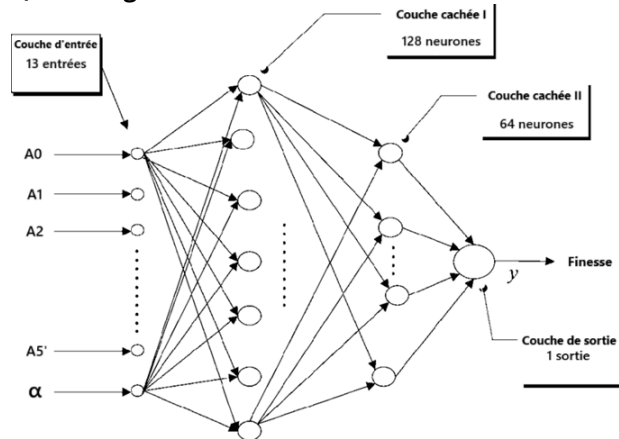 Couche cachée I
128 neurones
Couche d'entrée
13 entrées
Couche cachée II
64 neurones
A0
A1
A2
A5'
α
y
Finesse
Couche de sortie
1 sortie